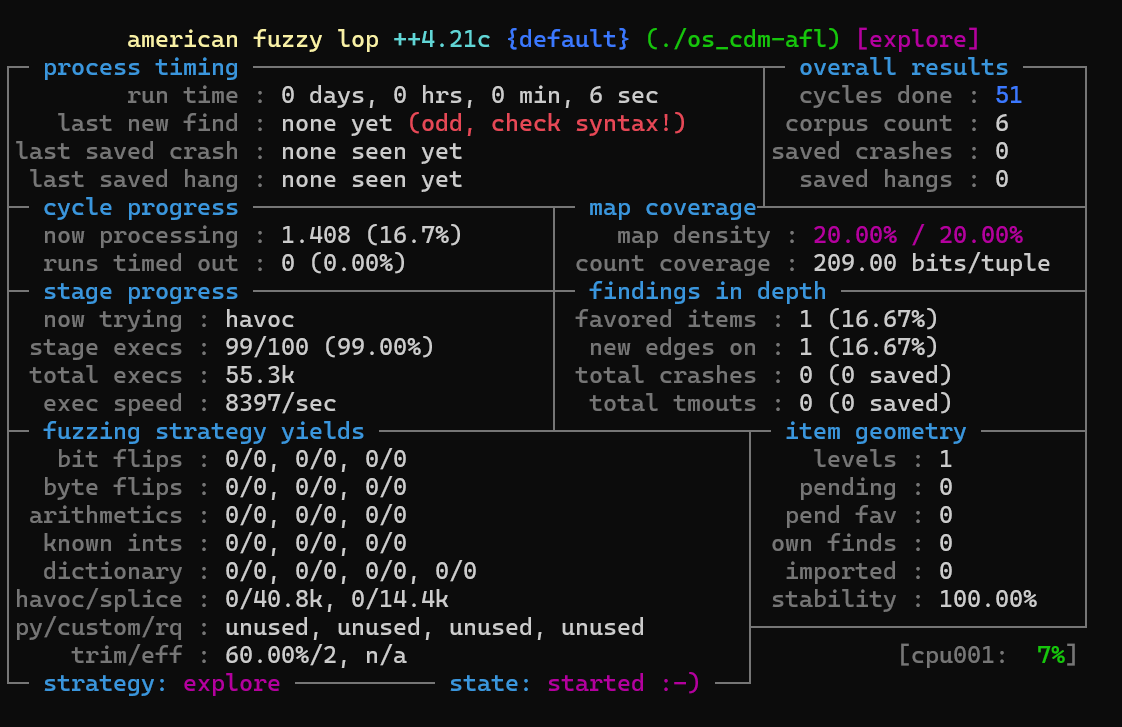 american fuzzy lop ++4.21c {default} (./os_cdm-afl) [explore]
process timing overall results
run time : 0 days, 0 hrs, 0 min, 6 sec cycles done : 51
last new find : none yet (odd, check syntax!) corpus count : 6
last saved crash : none seen yet saved crashes : 0
last saved hang : none seen yet saved hangs : 0
cycle progress map coverage
now processing : 1.408 (16.7%) map density : 20.00% / 20.00%
runs timed out : 0 (0.00%) count coverage : 209.00 bits/tuple
stage progress findings in depth
now trying : havoc favored items : 1 (16.67%)
stage execs : 99/100 (99.00%) new edges on : 1 (16.67%)
total execs : 55.3k total crashes : 0 (0 saved)
exec speed : 8397/sec total tmouts : 0 (0 saved)
fuzzing strategy yields item geometry
bit flips : 0/0, 0/0, 0/0 levels : 1
byte flips : 0/0, 0/0, 0/0 pending : 0
arithmetics : 0/0, 0/0, 0/0 pend fav : 0
known ints : 0/0, 0/0, 0/0 own finds : 0
dictionary : 0/0, 0/0, 0/0, 0/0 imported : 0
havoc/splice : 0/40.8k, 0/14.4k stability : 100.00%
py/custom/rq : unused, unused, unused, unused
trim/eff : 60.00%/2, n/a [cpu001: 7%]
strategy: explore state: started :-)